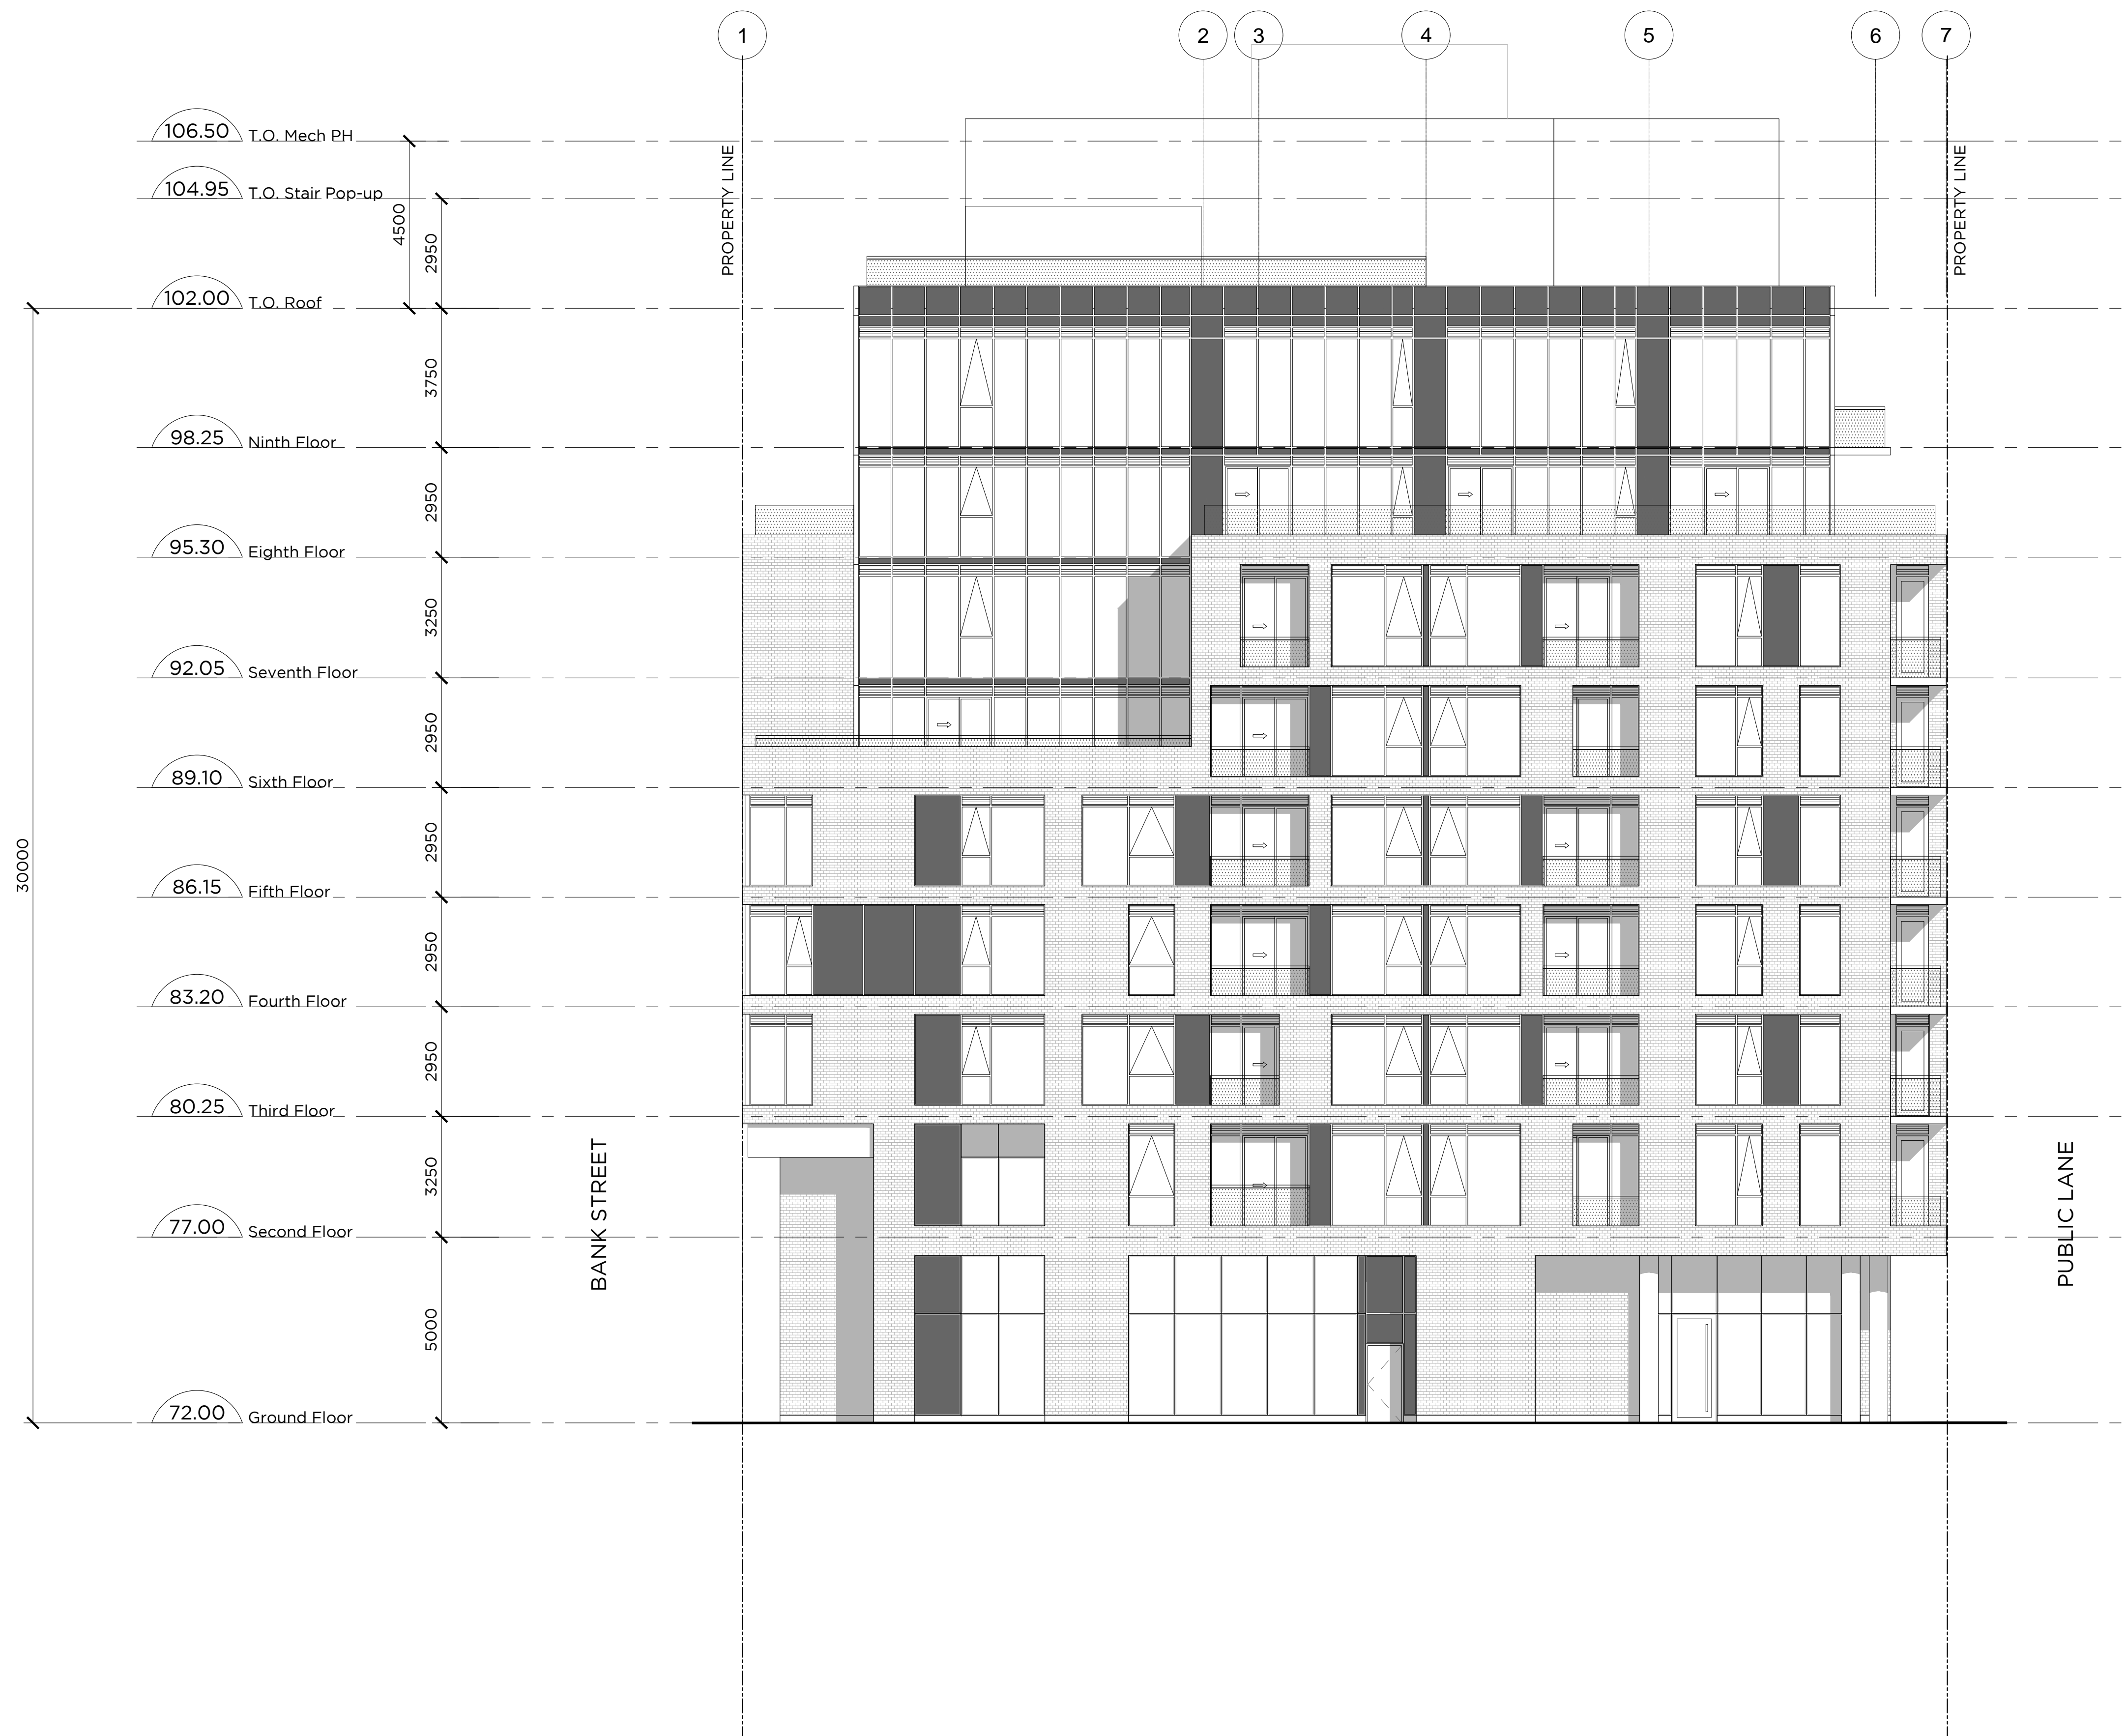 1
2
3
4
5
6
7
106.50 T.O. Mech PH
PROPERTY LINE
PROPERTY LINE
104.95 T.O. Stair Pop-up
4500
2950
102.00 T.O. Roof
3750
98.25 Ninth Floor
2950
95.30 Eighth Floor
3250
92.05 Seventh Floor
2950
89.10 Sixth Floor
2950
30000
86.15 Fifth Floor
2950
83.20 Fourth Floor
2950
80.25 Third Floor
BANK STREET
PUBLIC LANE
3250
77.00 Second Floor
5000
72.00 Ground Floor